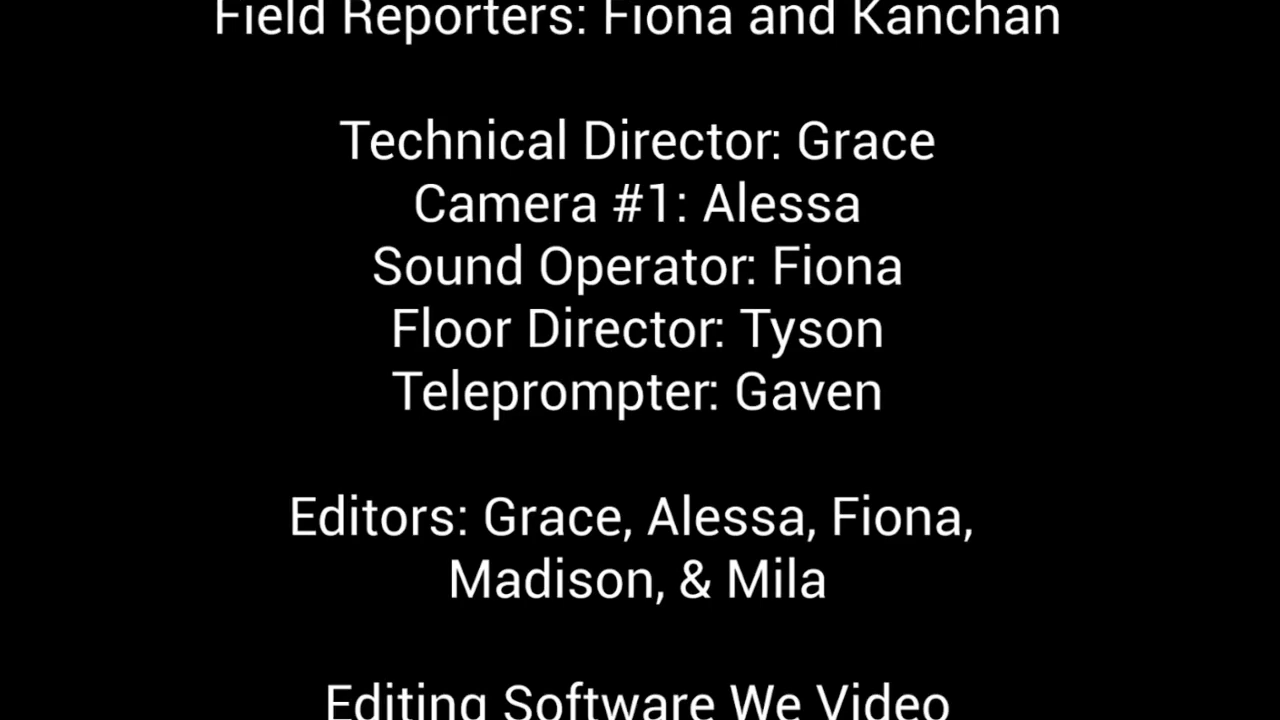 Field Reporters: Fiona and Kanchan
Technical Director: Grace
Camera #1: Alessa
Sound Operator: Fiona
Floor Director: Tyson
Teleprompter: Gaven
Editors: Grace, Alessa, Fiona,
Madison, & Mila
Editing Software We Video